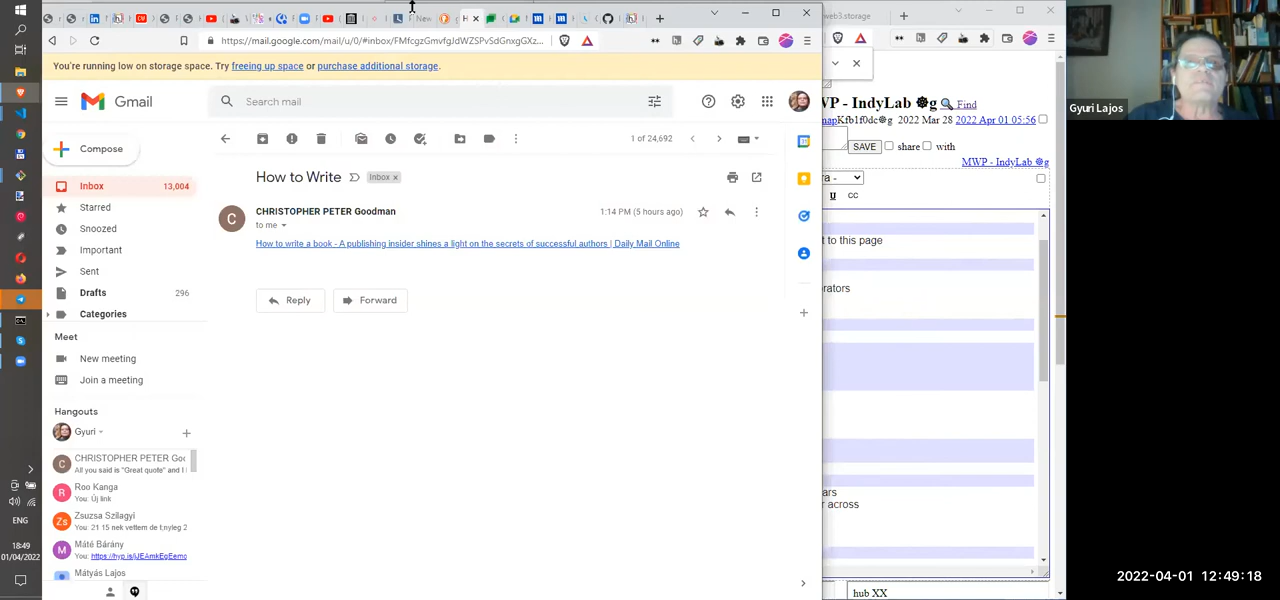 New
web3.storage
https://mail.google.com/mail/u/0/#inbox/FMfcgzGmvfgJdWZSPvSdGnxgGXz...
You're running low on storage space. Try freeing up space or purchase additional storage.
Gmail
Search mail
Compose
1 of 24,692
Inbox 13,004
Starred
Snoozed
Important
Sent
Drafts 296
Categories
Meet
New meeting
Join a meeting
Hangouts
Gyuri
CHRISTOPHER PETER Goo
All you said is "Great quote" and I
Roo Kanga
You: Új link
Zsuzsa Szilagyi
You: 21 15 nek vettem de t.nyleg 2
Máté Bárány
You: https://hyp.is/jJEAmkEgEemo
Mátyás Lajos
How to Write Inbox x
CHRISTOPHER PETER Goodman 1:14 PM (5 hours ago)
to me
How to write a book - A publishing insider shines a light on the secrets of successful authors | Daily Mail Online
Reply Forward
WP - IndyLab ☸g Find
mapKfb1f0dc☸g 2022 Mar 28 2022 Apr 01 05:56
SAVE share with
MWP - IndyLab ☸g
ra -
u cc
t to this page
rators
ars
r across
hub XX
Gyuri Lajos
ENG
18:49
01/04/2022
2022-04-01 12:49:18